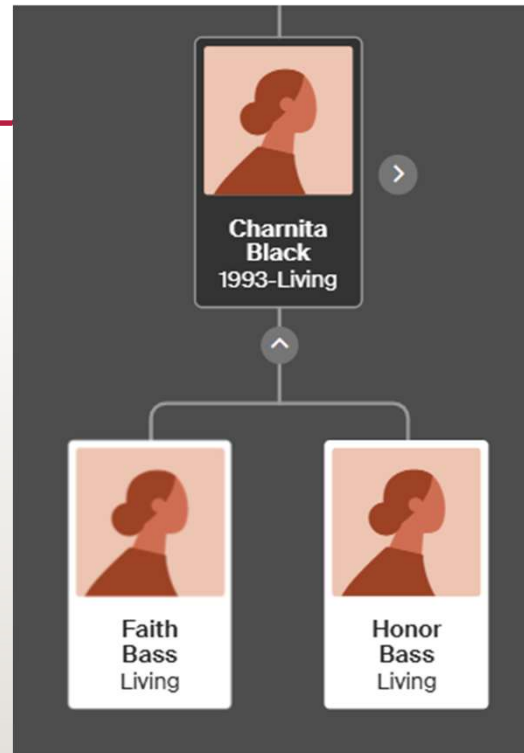 Charnita
Black
1993-Living
Faith
Bass
Living
Honor
Bass
Living